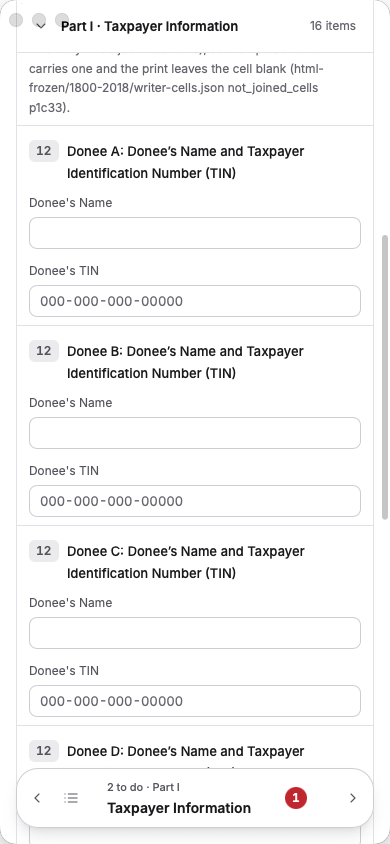 Part I · Taxpayer Information
16 items
carries one and the print leaves the cell blank (html-
frozen/1800-2018/writer-cells.json not_joined_cells
p1c33).
12
Donee A: Donee's Name and Taxpayer
Identification Number (TIN)
Donee's Name
Donee's TIN
000-000-000-00000
12
Donee B: Donee's Name and Taxpayer
Identification Number (TIN)
Donee's Name
Donee's TIN
000-000-000-00000
12
Donee C: Donee's Name and Taxpayer
Identification Number (TIN)
Donee's Name
Donee's TIN
000-000-000-00000
12
Donee D: Donee's Name and Taxpayer
2 to do · Part I
Taxpayer Information
1